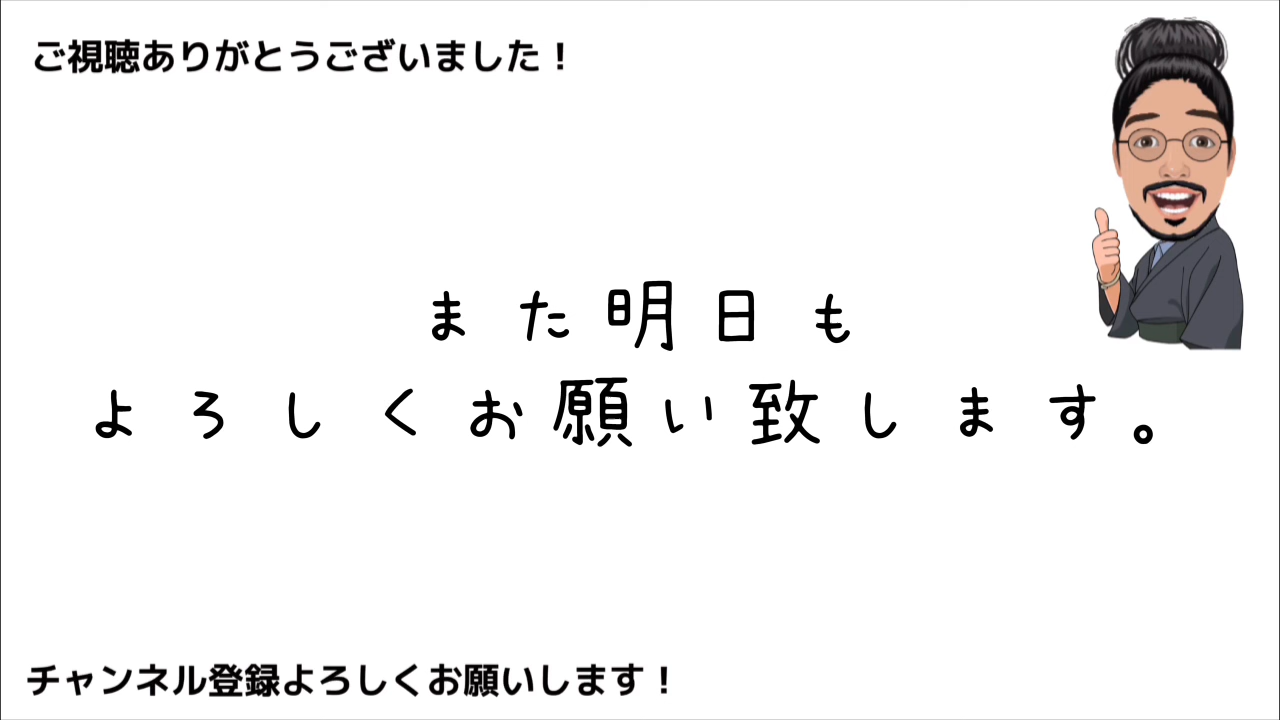 ご視聴ありがとうございました！
また明日も
よろしくお願い致します。
チャンネル登録よろしくお願いします！